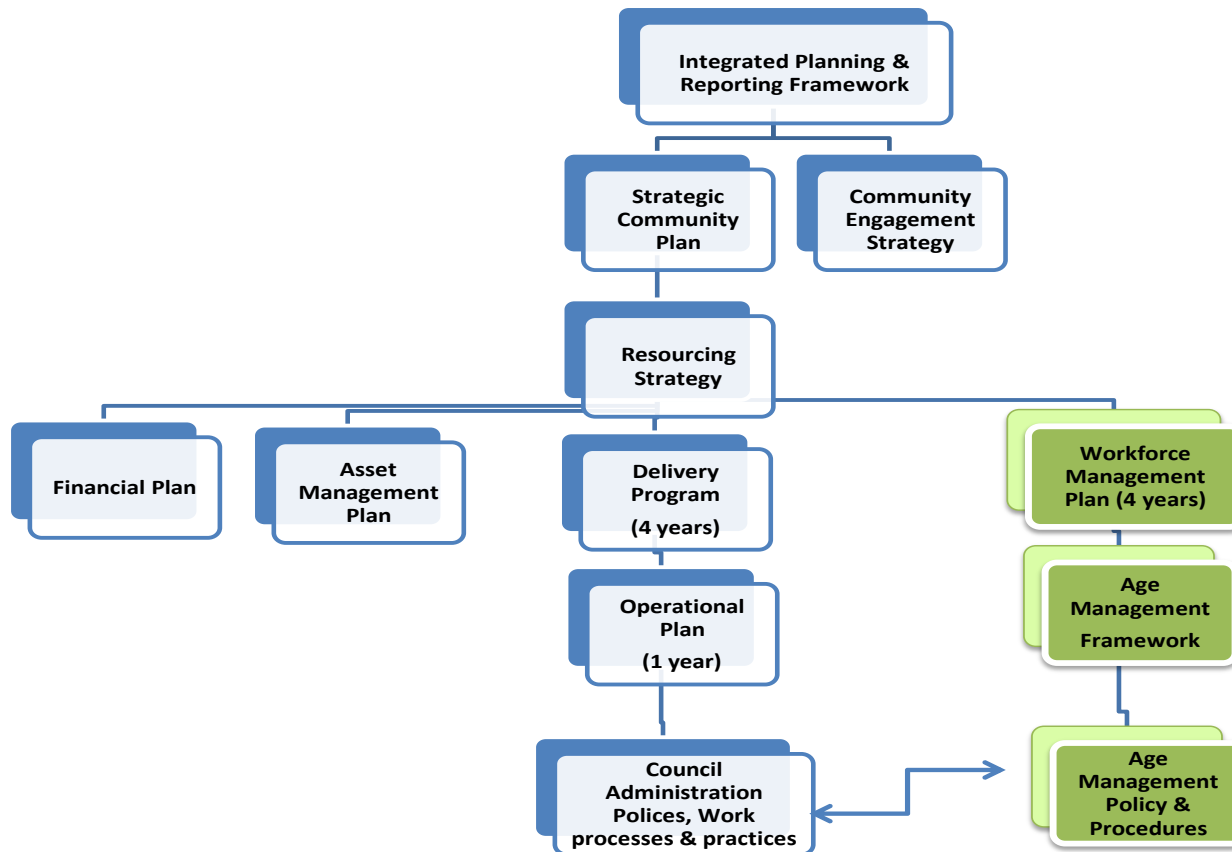 Integrated Planning &
Reporting Framework
Strategic
Community
Plan
Community
Engagement
Strategy
Resourcing
Strategy
Financial Plan
Asset
Management
Plan
Delivery
Program
(4 years)
Workforce
Management
Plan (4 years)
Operational
Plan
(1 year)
Age
Management
Framework
Council
Administration
Polices, Work
processes & practices
Age
Management
Policy &
Procedures